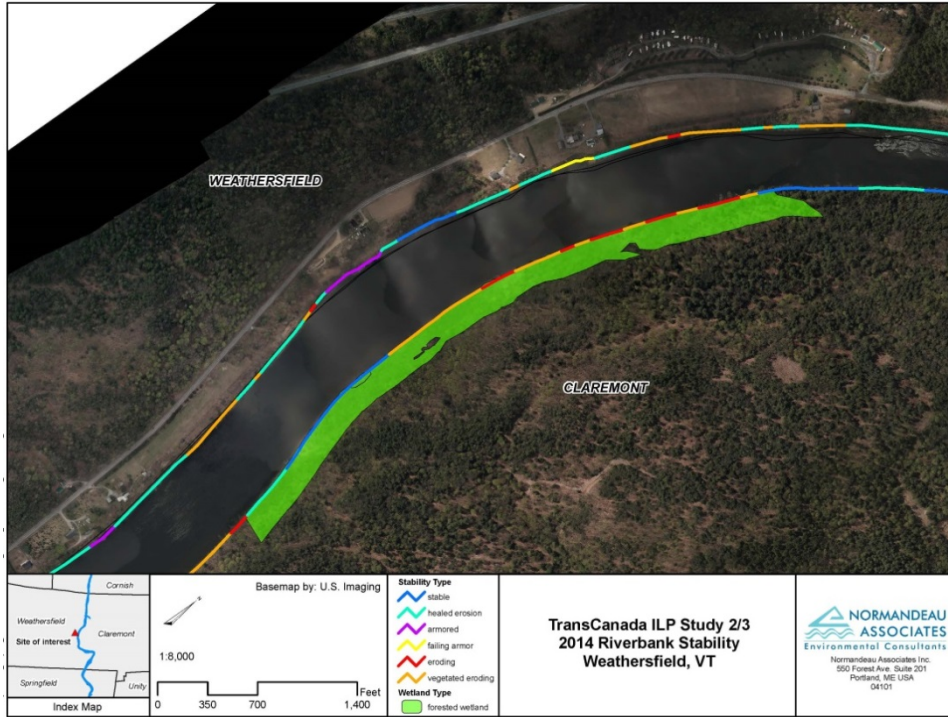 WEATHERSFIELD
CLAREMONT
Cornish
Weathersfield
Site of interest
Claremont
Springfield
Unity
Index Map
Basemap by: U.S. Imaging
1:8,000
Feet
0 350 700 1,400
Stability Type
stable
healed erosion
armored
failing armor
eroding
vegetated eroding
Wetland Type
forested wetland
TransCanada ILP Study 2/3
2014 Riverbank Stability
Weathersfield, VT
NORMANDEAU
ASSOCIATES
Environmental Consultants
Normandeau Associates Inc.
550 Forest Ave. Suite 201
Portland, ME USA
04101